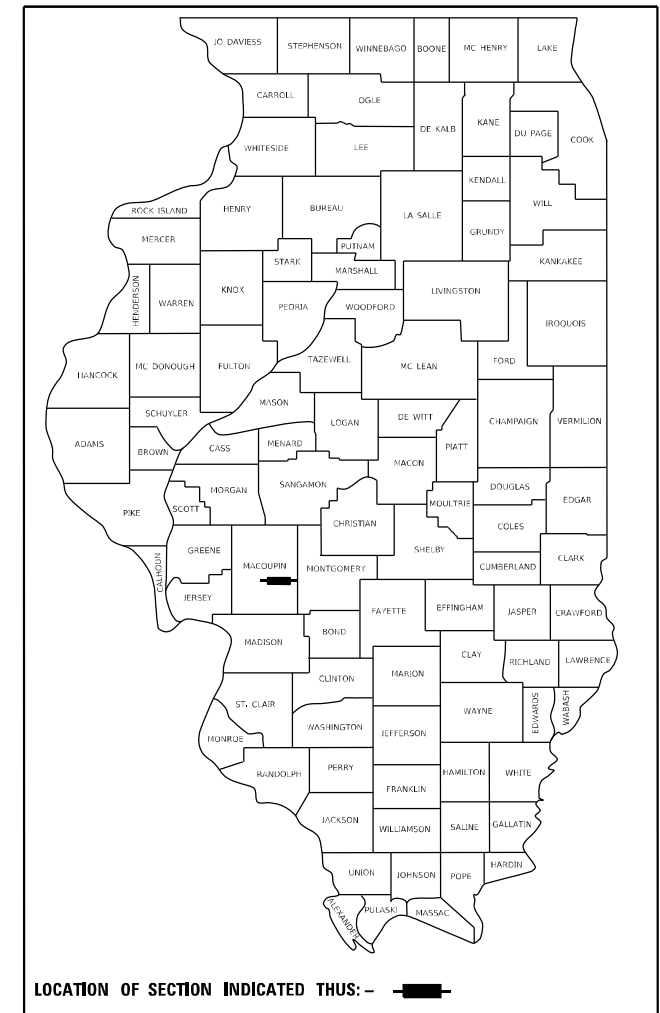 JO DAVIESS STEPHENSON WINNEBAGO BOONE MC HENRY LAKE
CARROLL OGLE
DE KALB KANE DU PAGE COOK
WHITESIDE LEE
KENDALL
WILL
ROCK ISLAND HENRY BUREAU LA SALLE
GRUNDY
MERCER PUTNAM
STARK MARSHALL KANKAKEE
HENDERSON WARREN KNOX PEORIA WOODFORD LIVINGSTON
IROQUOIS
HANCOCK MC DONOUGH FULTON TAZEWELL MC LEAN FORD
MASON
SCHUYLER LOGAN DE WITT CHAMPAIGN VERMILION
ADAMS BROWN CASS MENARD PIATT
MACON
MORGAN SANGAMON DOUGLAS EDGAR
PIKE SCOTT CHRISTIAN MOULTRIE
COLES
GREENE SHELBY
CALHOUN MACOUPIN MONTGOMERY CUMBERLAND CLARK
JERSEY FAYETTE EFFINGHAM JASPER CRAWFORD
MADISON BOND
CLAY RICHLAND LAWRENCE
CLINTON MARION
ST. CLAIR WAYNE EDWARDS WABASH
MONROE WASHINGTON JEFFERSON
RANDOLPH PERRY HAMILTON WHITE
FRANKLIN
JACKSON WILLIAMSON SALINE GALLATIN
UNION JOHNSON POPE HARDIN
ALEXANDER PULASKI MASSAC
LOCATION OF SECTION INDICATED THUS: –